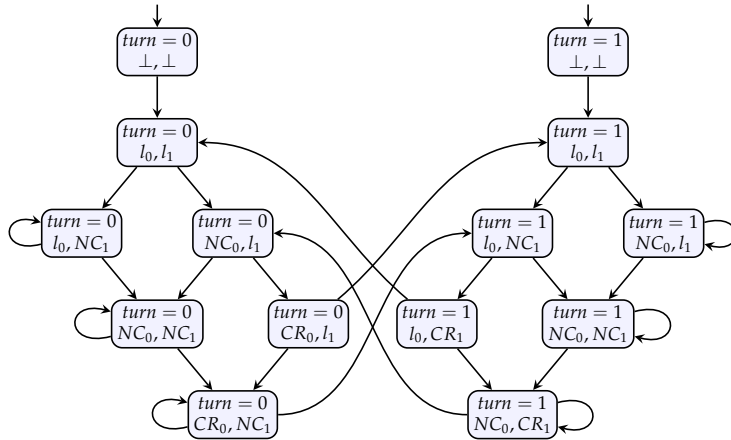 turn = 0
⊥, ⊥
turn = 1
⊥, ⊥
turn = 0
l₀, l₁
turn = 1
l₀, l₁
turn = 0
l₀, NC₁
turn = 0
NC₀, l₁
turn = 1
l₀, NC₁
turn = 1
NC₀, l₁
turn = 0
NC₀, NC₁
turn = 0
CR₀, l₁
turn = 1
l₀, CR₁
turn = 1
NC₀, NC₁
turn = 0
CR₀, NC₁
turn = 1
NC₀, CR₁